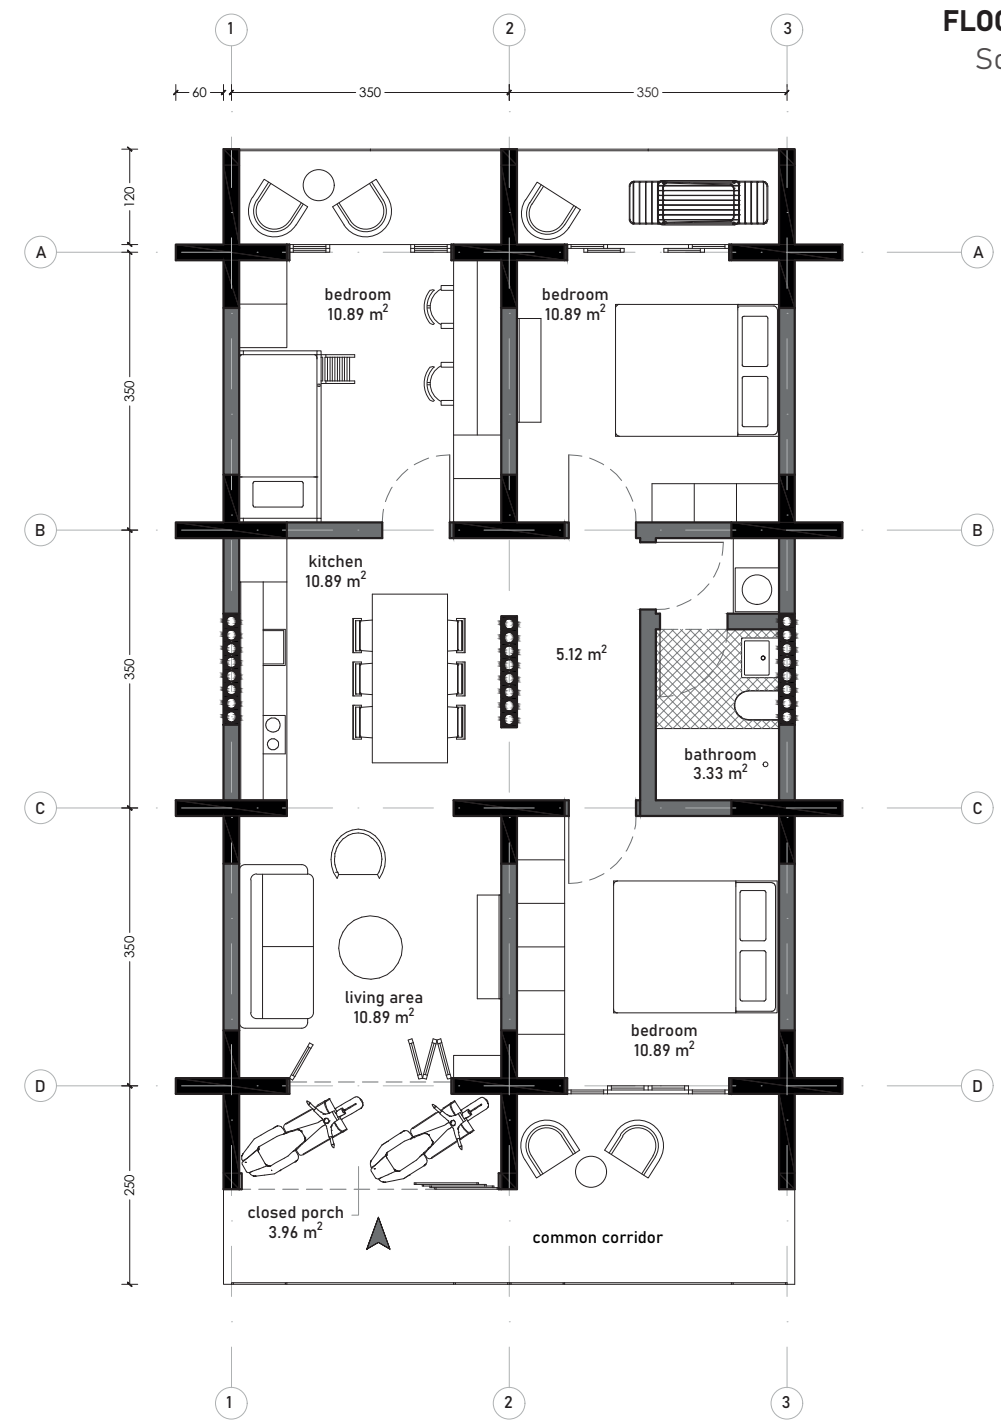 FLOO
Sc
1
2
3
60
350
350
120
A
A
bedroom
10.89 m²
bedroom
10.89 m²
350
B
B
kitchen
10.89 m²
350
5.12 m²
bathroom
3.33 m²
C
C
350
living area
10.89 m²
bedroom
10.89 m²
D
D
250
closed porch
3.96 m²
common corridor
1
2
3